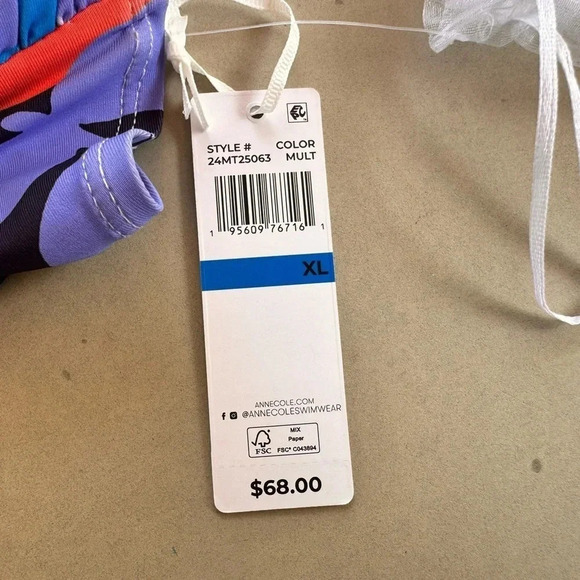 STYLE # COLOR
24MT25063 MULT
1 95609 76716 1
XL
ANNECOLE.COM
@ANNECOLESWIMWEAR
MIX
Paper
FSC® C043894
FSC
$68.00